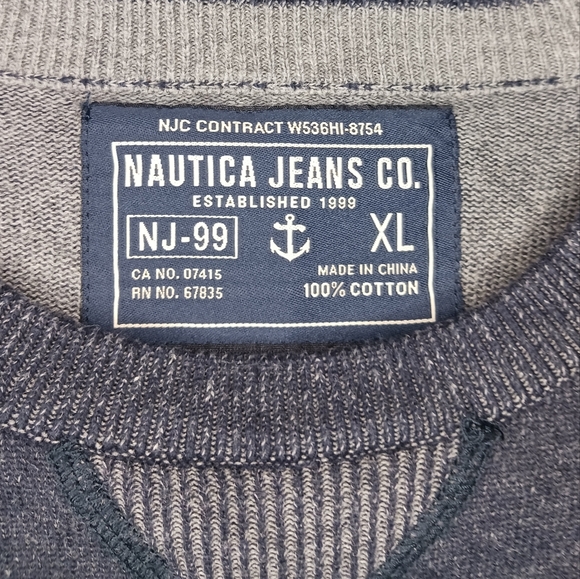 NJC CONTRACT W536HI-8754
NAUTICA JEANS CO.
ESTABLISHED 1999
NJ-99
XL
CA NO. 07415
RN NO. 67835
MADE IN CHINA
100% COTTON